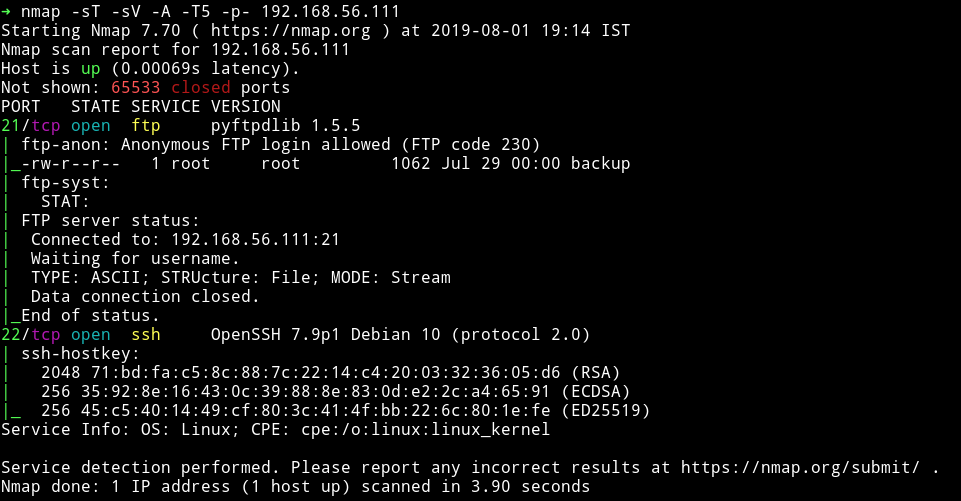 ➜ nmap -sT -sV -A -T5 -p- 192.168.56.111
Starting Nmap 7.70 ( https://nmap.org ) at 2019-08-01 19:14 IST
Nmap scan report for 192.168.56.111
Host is up (0.00069s latency).
Not shown: 65533 closed ports
PORT   STATE SERVICE VERSION
21/tcp open  ftp     pyftpdlib 1.5.5
| ftp-anon: Anonymous FTP login allowed (FTP code 230)
|_-rw-r--r--   1 root     root         1062 Jul 29 00:00 backup
| ftp-syst:
|   STAT:
| FTP server status:
|  Connected to: 192.168.56.111:21
|  Waiting for username.
|  TYPE: ASCII; STRUcture: File; MODE: Stream
|  Data connection closed.
|_End of status.
22/tcp open  ssh     OpenSSH 7.9p1 Debian 10 (protocol 2.0)
| ssh-hostkey:
|   2048 71:bd:fa:c5:8c:88:7c:22:14:c4:20:03:32:36:05:d6 (RSA)
|   256 35:92:8e:16:43:0c:39:88:8e:83:0d:e2:2c:a4:65:91 (ECDSA)
|_  256 45:c5:40:14:49:cf:80:3c:41:4f:bb:22:6c:80:1e:fe (ED25519)
Service Info: OS: Linux; CPE: cpe:/o:linux:linux_kernel

Service detection performed. Please report any incorrect results at https://nmap.org/submit/ .
Nmap done: 1 IP address (1 host up) scanned in 3.90 seconds